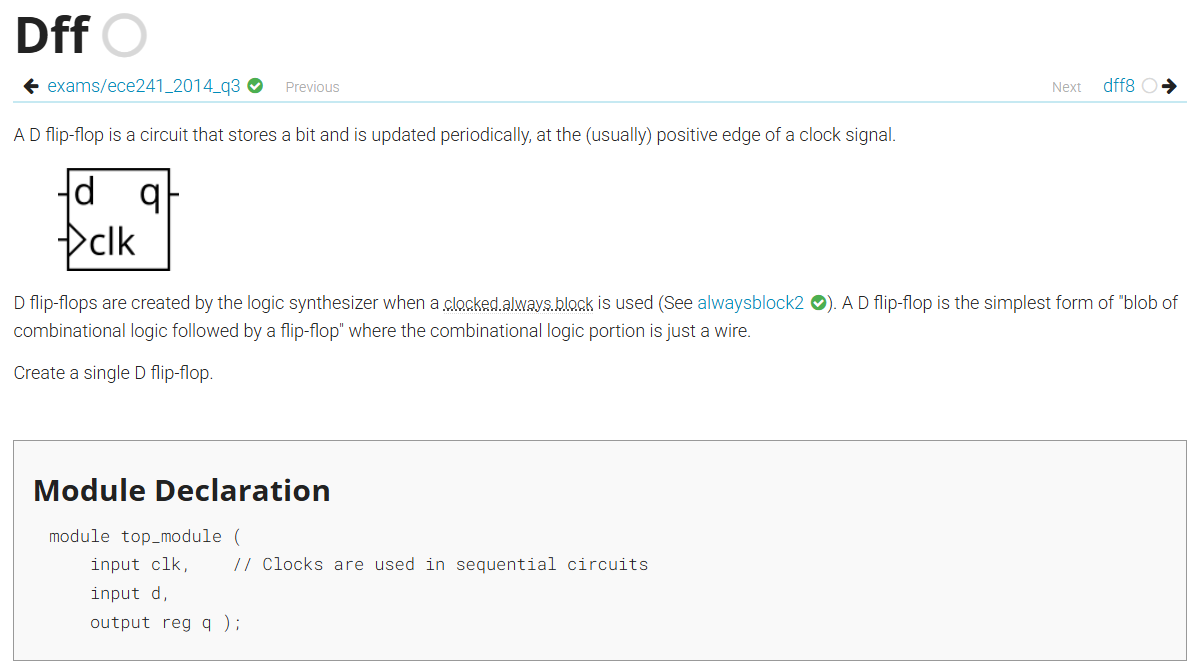 Dff
exams/ece241_2014_q3 Previous
Next dff8
A D flip-flop is a circuit that stores a bit and is updated periodically, at the (usually) positive edge of a clock signal.
d q
clk
D flip-flops are created by the logic synthesizer when a clocked always block is used (See alwaysblock2 ). A D flip-flop is the simplest form of "blob of
combinational logic followed by a flip-flop" where the combinational logic portion is just a wire.
Create a single D flip-flop.
Module Declaration
module top_module (
    input clk,    // Clocks are used in sequential circuits
    input d,
    output reg q );